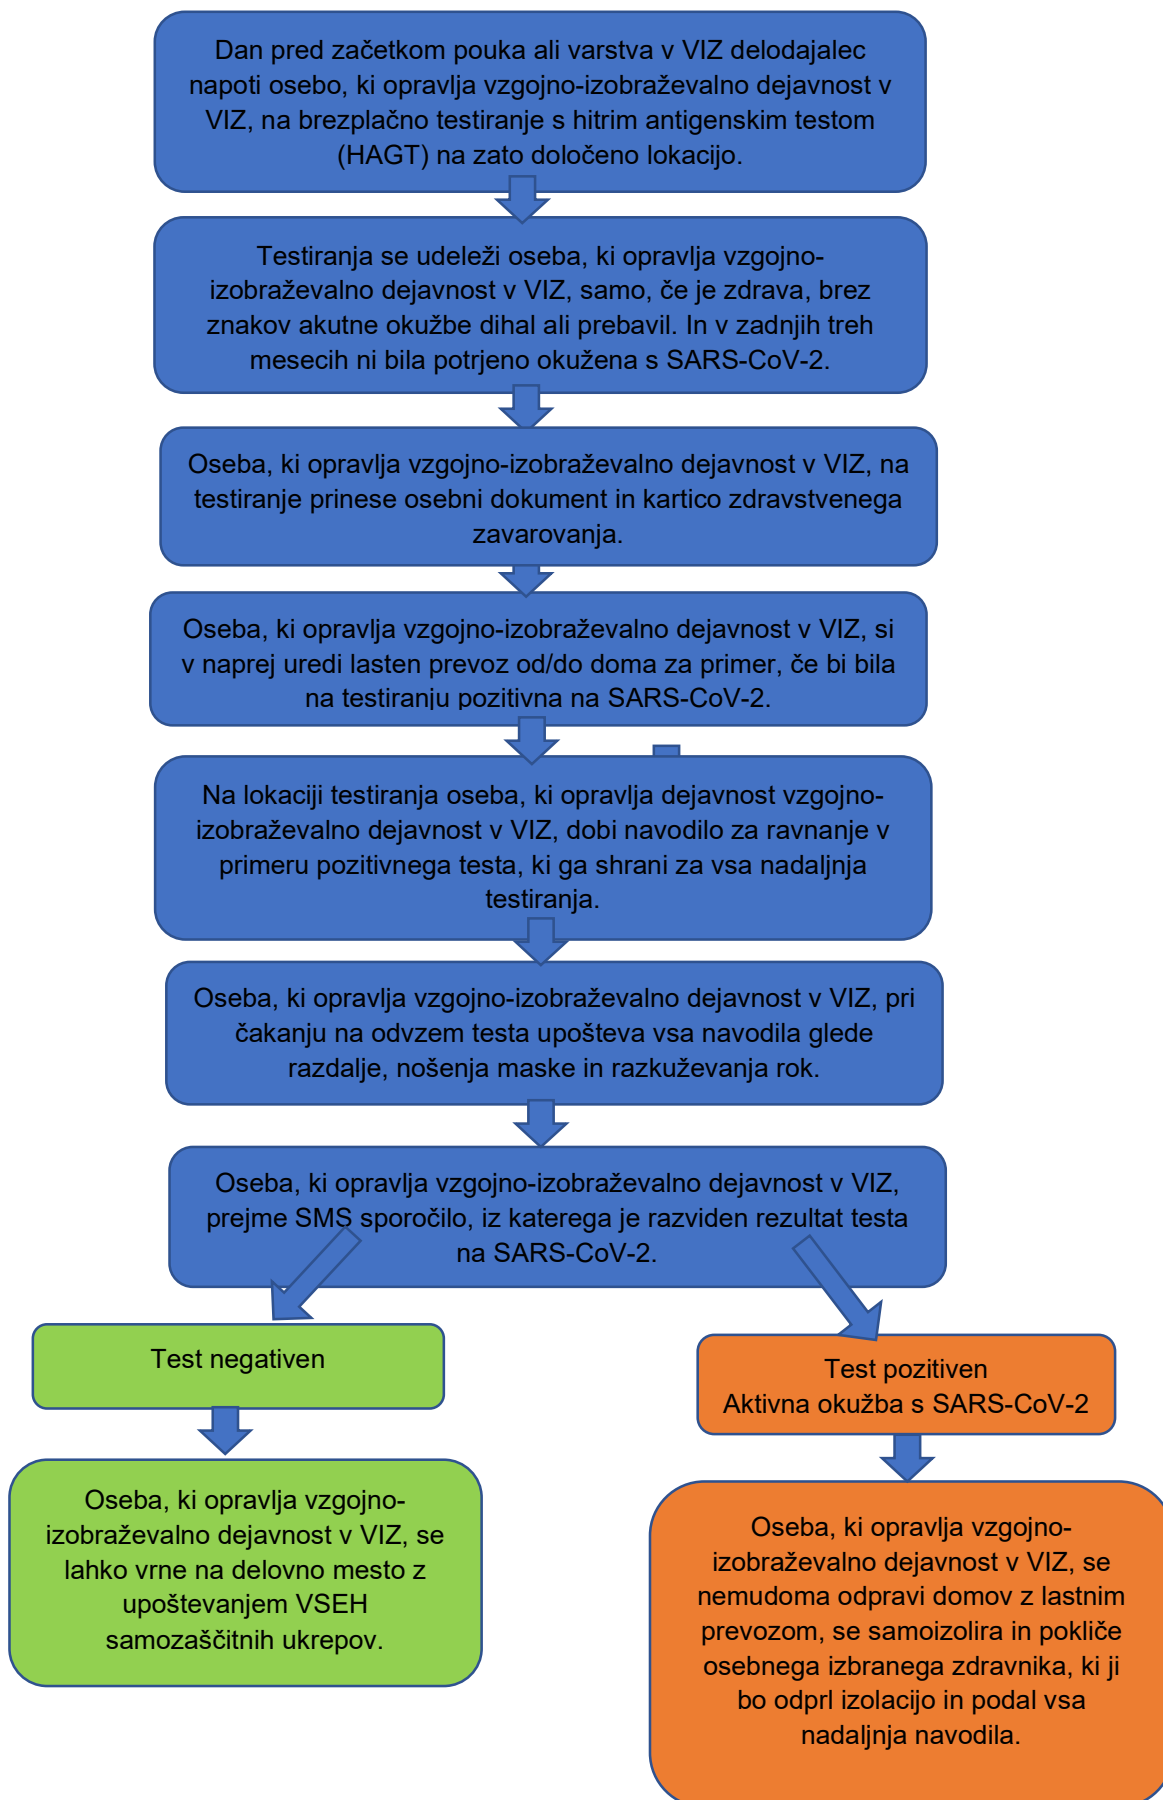 Dan pred začetkom pouka ali varstva v VIZ delodajalec
napoti osebo, ki opravlja vzgojno-izobraževalno dejavnost v
VIZ, na brezplačno testiranje s hitrim antigenskim testom
(HAGT) na zato določeno lokacijo.
Testiranja se udeleži oseba, ki opravlja vzgojno-
izobraževalno dejavnost v VIZ, samo, če je zdrava, brez
znakov akutne okužbe dihal ali prebavil. In v zadnjih treh
mesecih ni bila potrjeno okužena s SARS-CoV-2.
Oseba, ki opravlja vzgojno-izobraževalno dejavnost v VIZ, na
testiranje prinese osebni dokument in kartico zdravstvenega
zavarovanja.
Oseba, ki opravlja vzgojno-izobraževalno dejavnost v VIZ, si
v naprej uredi lasten prevoz od/do doma za primer, če bi bila
na testiranju pozitivna na SARS-CoV-2.
Na lokaciji testiranja oseba, ki opravlja dejavnost vzgojno-
izobraževalno dejavnost v VIZ, dobi navodilo za ravnanje v
primeru pozitivnega testa, ki ga shrani za vsa nadaljnja
testiranja.
Oseba, ki opravlja vzgojno-izobraževalno dejavnost v VIZ, pri
čakanju na odvzem testa upošteva vsa navodila glede
razdalje, nošenja maske in razkuževanja rok.
Oseba, ki opravlja vzgojno-izobraževalno dejavnost v VIZ,
prejme SMS sporočilo, iz katerega je razviden rezultat testa
na SARS-CoV-2.
Test negativen
Oseba, ki opravlja vzgojno-
izobraževalno dejavnost v VIZ, se
lahko vrne na delovno mesto z
upoštevanjem VSEH
samozaščitnih ukrepov.
Test pozitiven
Aktivna okužba s SARS-CoV-2
Oseba, ki opravlja vzgojno-
izobraževalno dejavnost v VIZ, se
nemudoma odpravi domov z lastnim
prevozom, se samoizolira in pokliče
osebnega izbranega zdravnika, ki ji
bo odprl izolacijo in podal vsa
nadaljnja navodila.